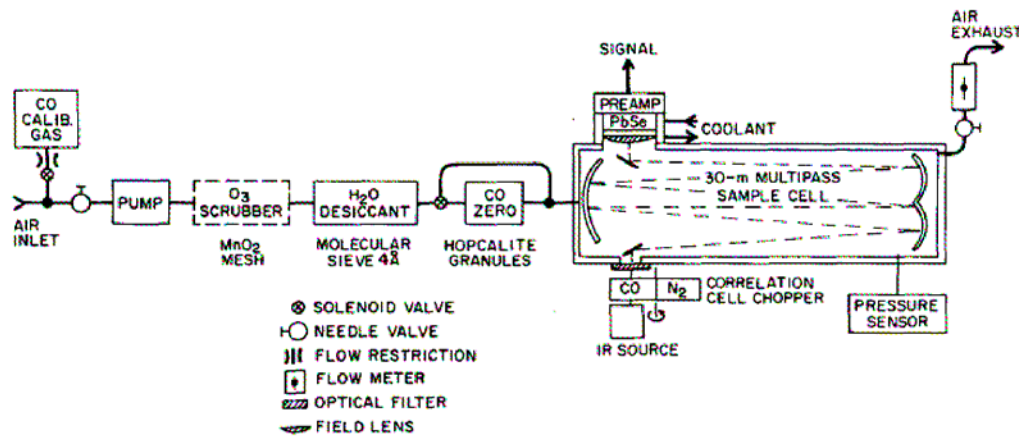 AIR
EXHAUST
SIGNAL
CO
CALIB.
GAS
PREAMP
PbSe
COOLANT
PUMP
O3
SCRUBBER
H2O
DESICCANT
CO
ZERO
30-m MULTIPASS
SAMPLE CELL
AIR
INLET
MnO2
MESH
MOLECULAR
SIEVE 4Å
HOPCALITE
GRANULES
CO
N2
CORRELATION
CELL CHOPPER
PRESSURE
SENSOR
IR SOURCE
SOLENOID VALVE
NEEDLE VALVE
FLOW RESTRICTION
FLOW METER
OPTICAL FILTER
FIELD LENS